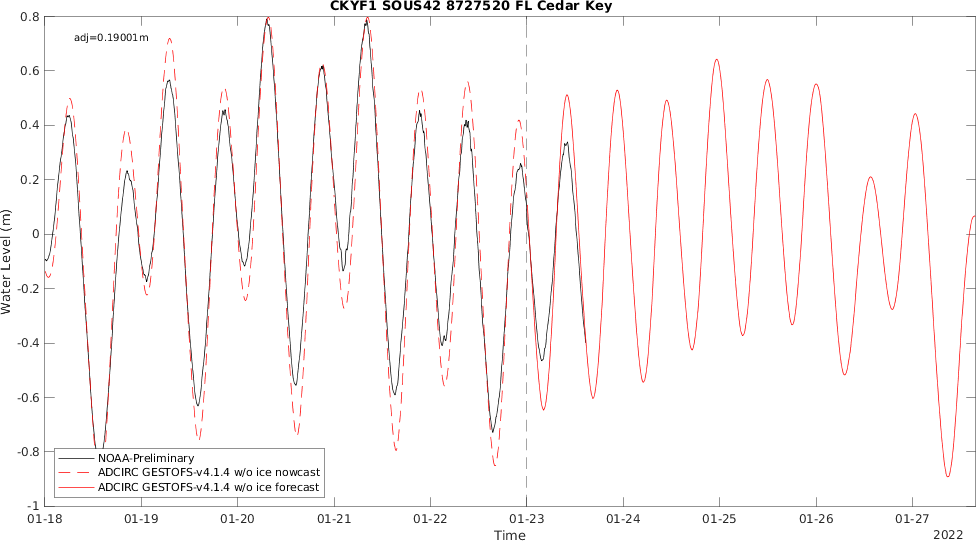 CKYF1 SOUS42 8727520 FL Cedar Key
adj=0.19001m
0.8
0.6
0.4
0.2
0
-0.2
-0.4
-0.6
-0.8
-1
Water Level (m)
NOAA-Preliminary
ADCIRC GESTOFS-v4.1.4 w/o ice nowcast
ADCIRC GESTOFS-v4.1.4 w/o ice forecast
01-18 01-19 01-20 01-21 01-22 01-23 01-24 01-25 01-26 01-27
Time
2022